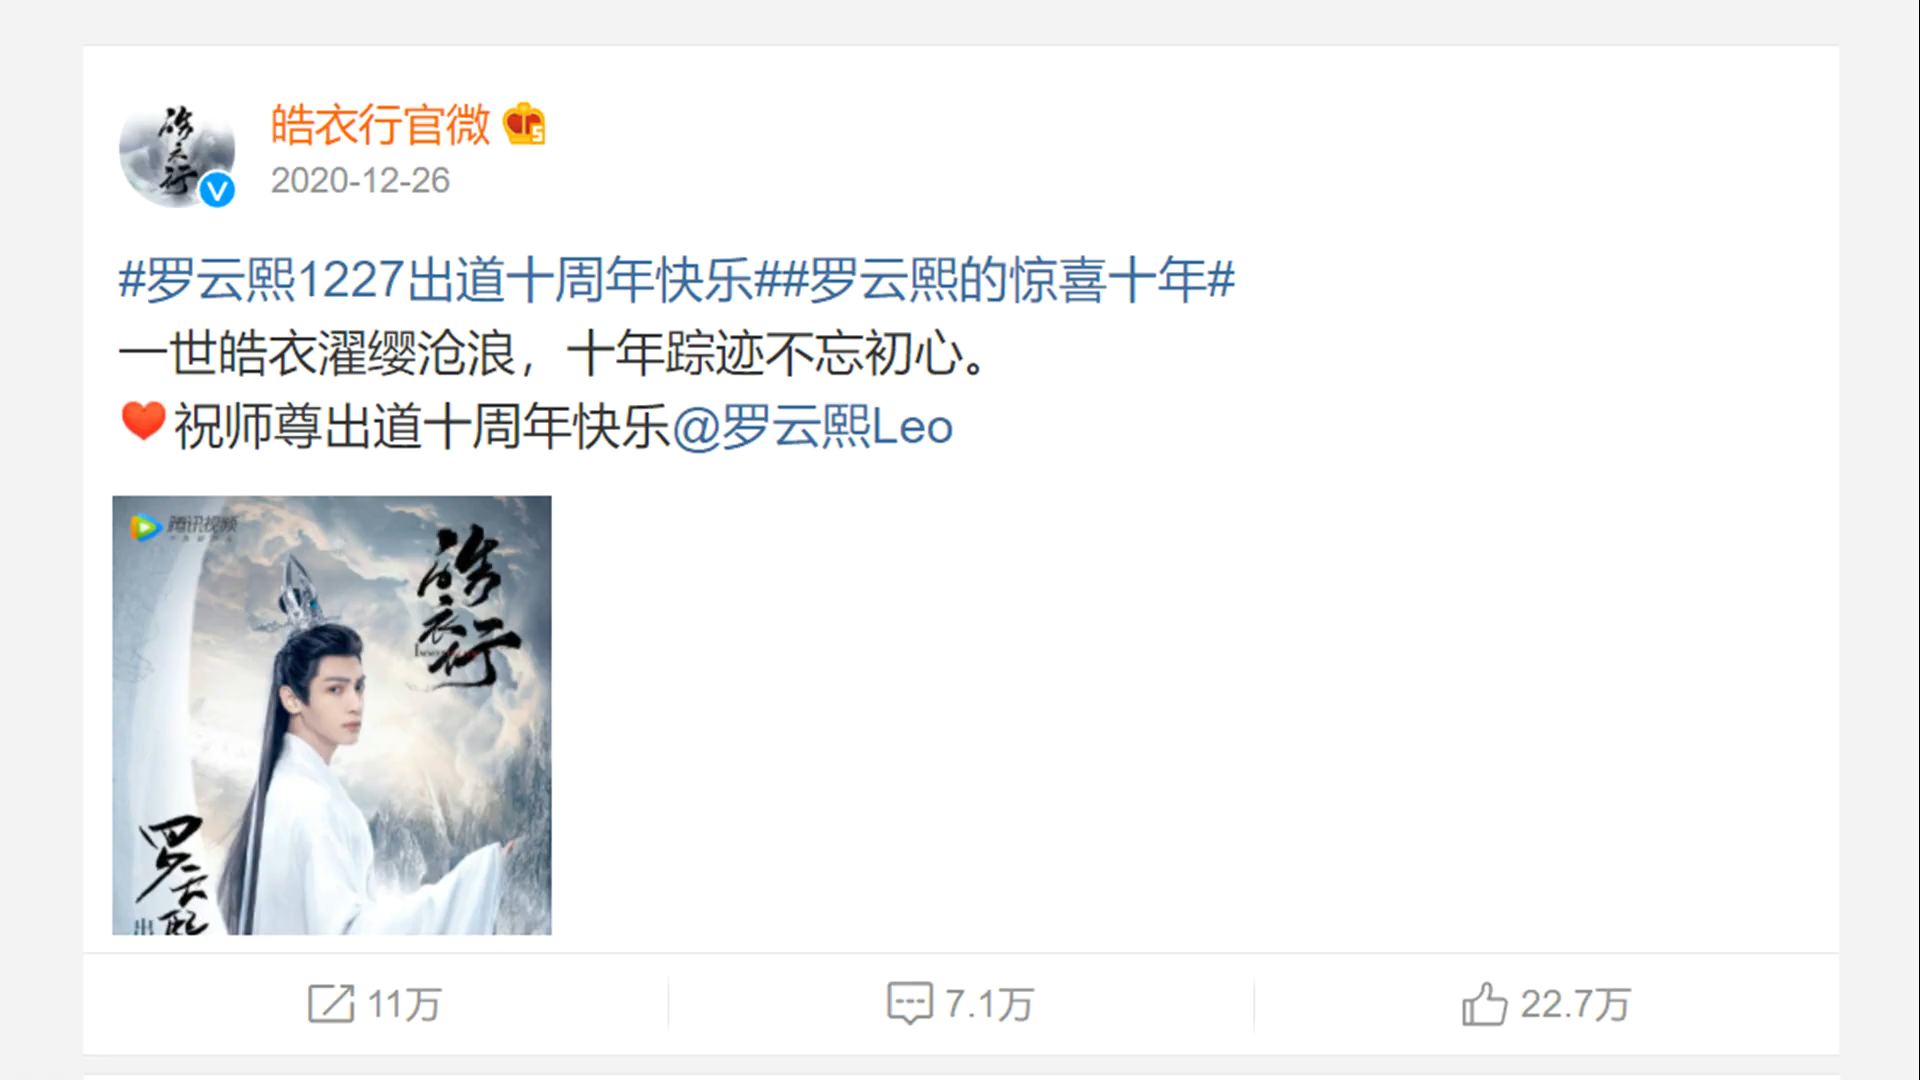 皓衣行
皓衣行官微
5
2020-12-26
#罗云熙1227出道十周年快乐##罗云熙的惊喜十年#
一世皓衣濯缨沧浪，十年踪迹不忘初心。
祝师尊出道十周年快乐@罗云熙Leo
腾讯视频
皓衣行
罗云熙
11万
7.1万
22.7万